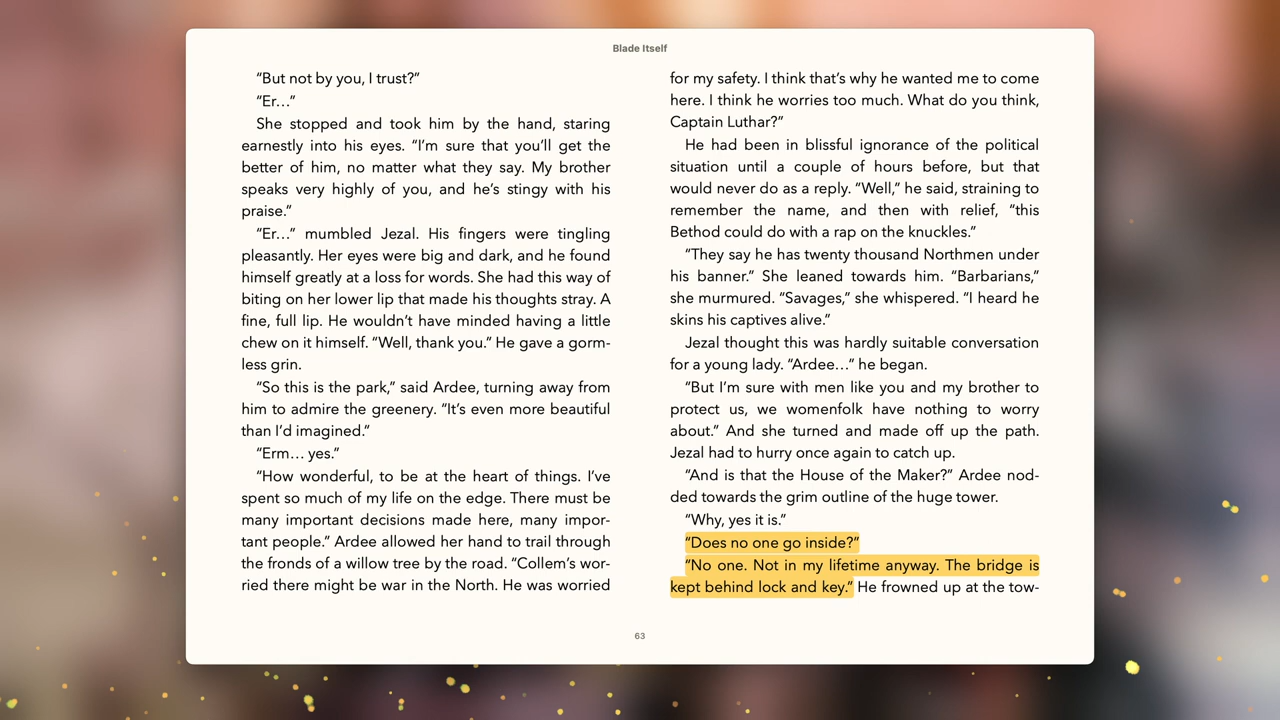 Blade Itself
“But not by you, I trust?”
“Er…”
She stopped and took him by the hand, staring
earnestly into his eyes. “I’m sure that you’ll get the
better of him, no matter what they say. My brother
speaks very highly of you, and he’s stingy with his
praise.”
“Er…” mumbled Jezal. His fingers were tingling
pleasantly. Her eyes were big and dark, and he found
himself greatly at a loss for words. She had this way of
biting on her lower lip that made his thoughts stray. A
fine, full lip. He wouldn’t have minded having a little
chew on it himself. “Well, thank you.” He gave a gorm-
less grin.
“So this is the park,” said Ardee, turning away from
him to admire the greenery. “It’s even more beautiful
than I’d imagined.”
“Erm… yes.”
“How wonderful, to be at the heart of things. I’ve
spent so much of my life on the edge. There must be
many important decisions made here, many impor-
tant people.” Ardee allowed her hand to trail through
the fronds of a willow tree by the road. “Collem’s wor-
ried there might be war in the North. He was worried
for my safety. I think that’s why he wanted me to come
here. I think he worries too much. What do you think,
Captain Luthar?”
He had been in blissful ignorance of the political
situation until a couple of hours before, but that
would never do as a reply. “Well,” he said, straining to
remember the name, and then with relief, “this
Bethod could do with a rap on the knuckles.”
“They say he has twenty thousand Northmen under
his banner.” She leaned towards him. “Barbarians,”
she murmured. “Savages,” she whispered. “I heard he
skins his captives alive.”
Jezal thought this was hardly suitable conversation
for a young lady. “Ardee…” he began.
“But I’m sure with men like you and my brother to
protect us, we womenfolk have nothing to worry
about.” And she turned and made off up the path.
Jezal had to hurry once again to catch up.
“And is that the House of the Maker?” Ardee nod-
ded towards the grim outline of the huge tower.
“Why, yes it is.”
“Does no one go inside?”
“No one. Not in my lifetime anyway. The bridge is
kept behind lock and key.” He frowned up at the tow-
63